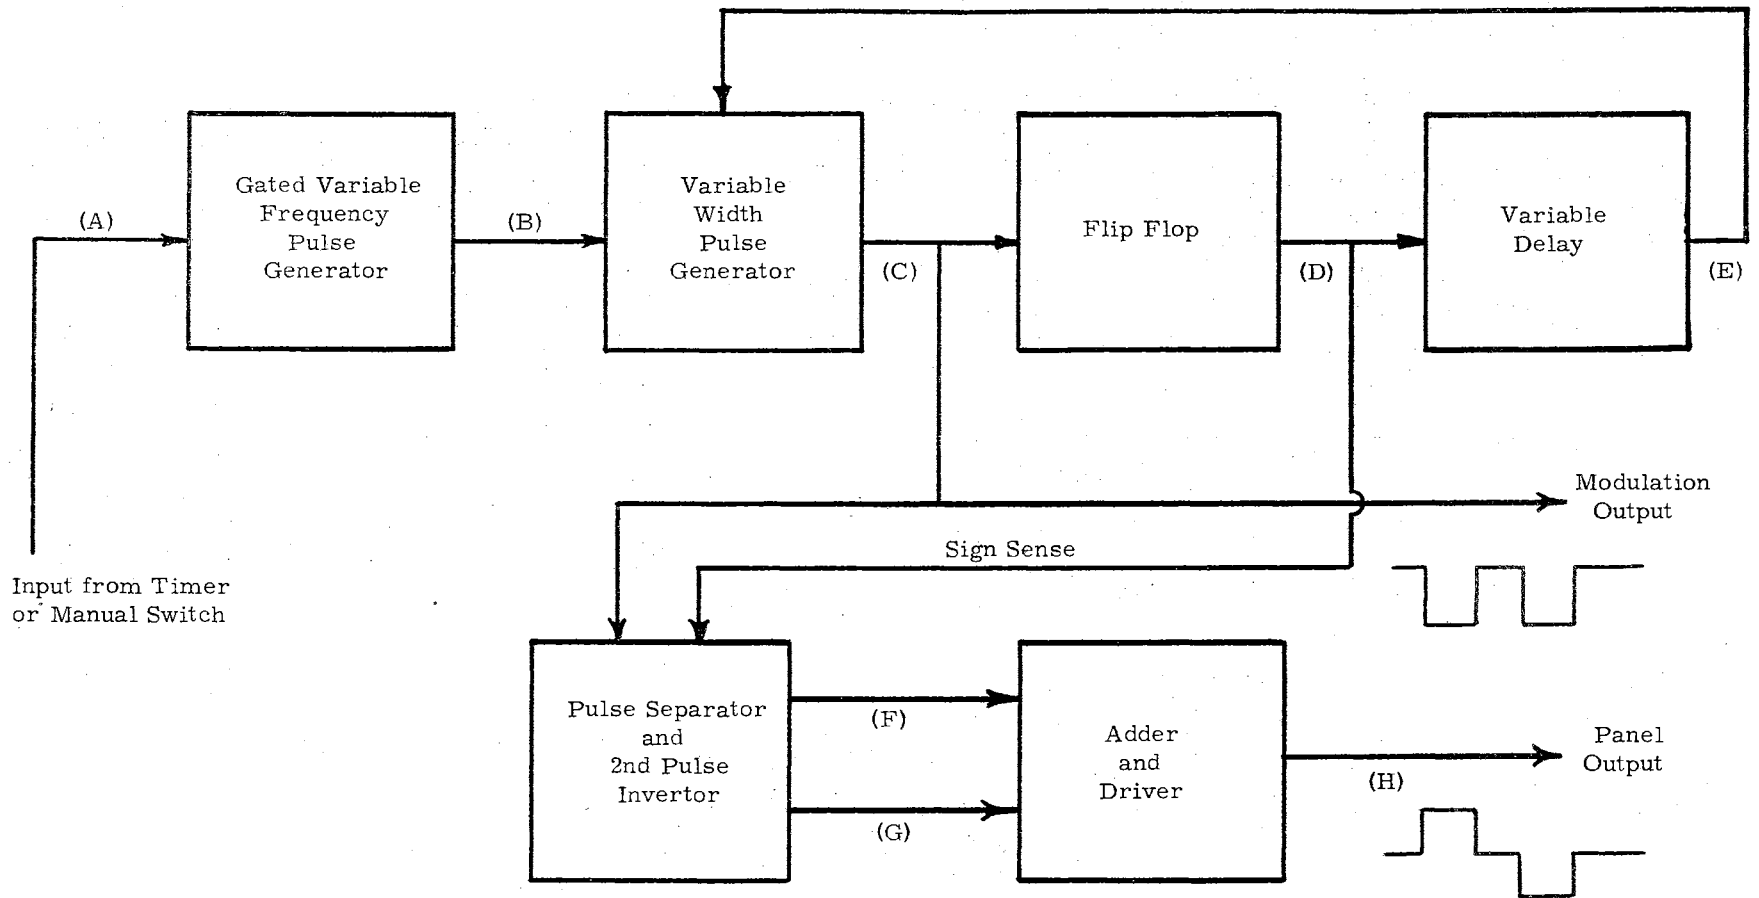 Gated Variable
Frequency
Pulse
Generator
Variable
Width
Pulse
Generator
Flip Flop
Variable
Delay
(A)
(B)
(C)
(D)
(E)
Modulation
Output
Sign Sense
Input from Timer
or Manual Switch
Pulse Separator
and
2nd Pulse
Invertor
(F)
(G)
Adder
and
Driver
(H)
Panel
Output